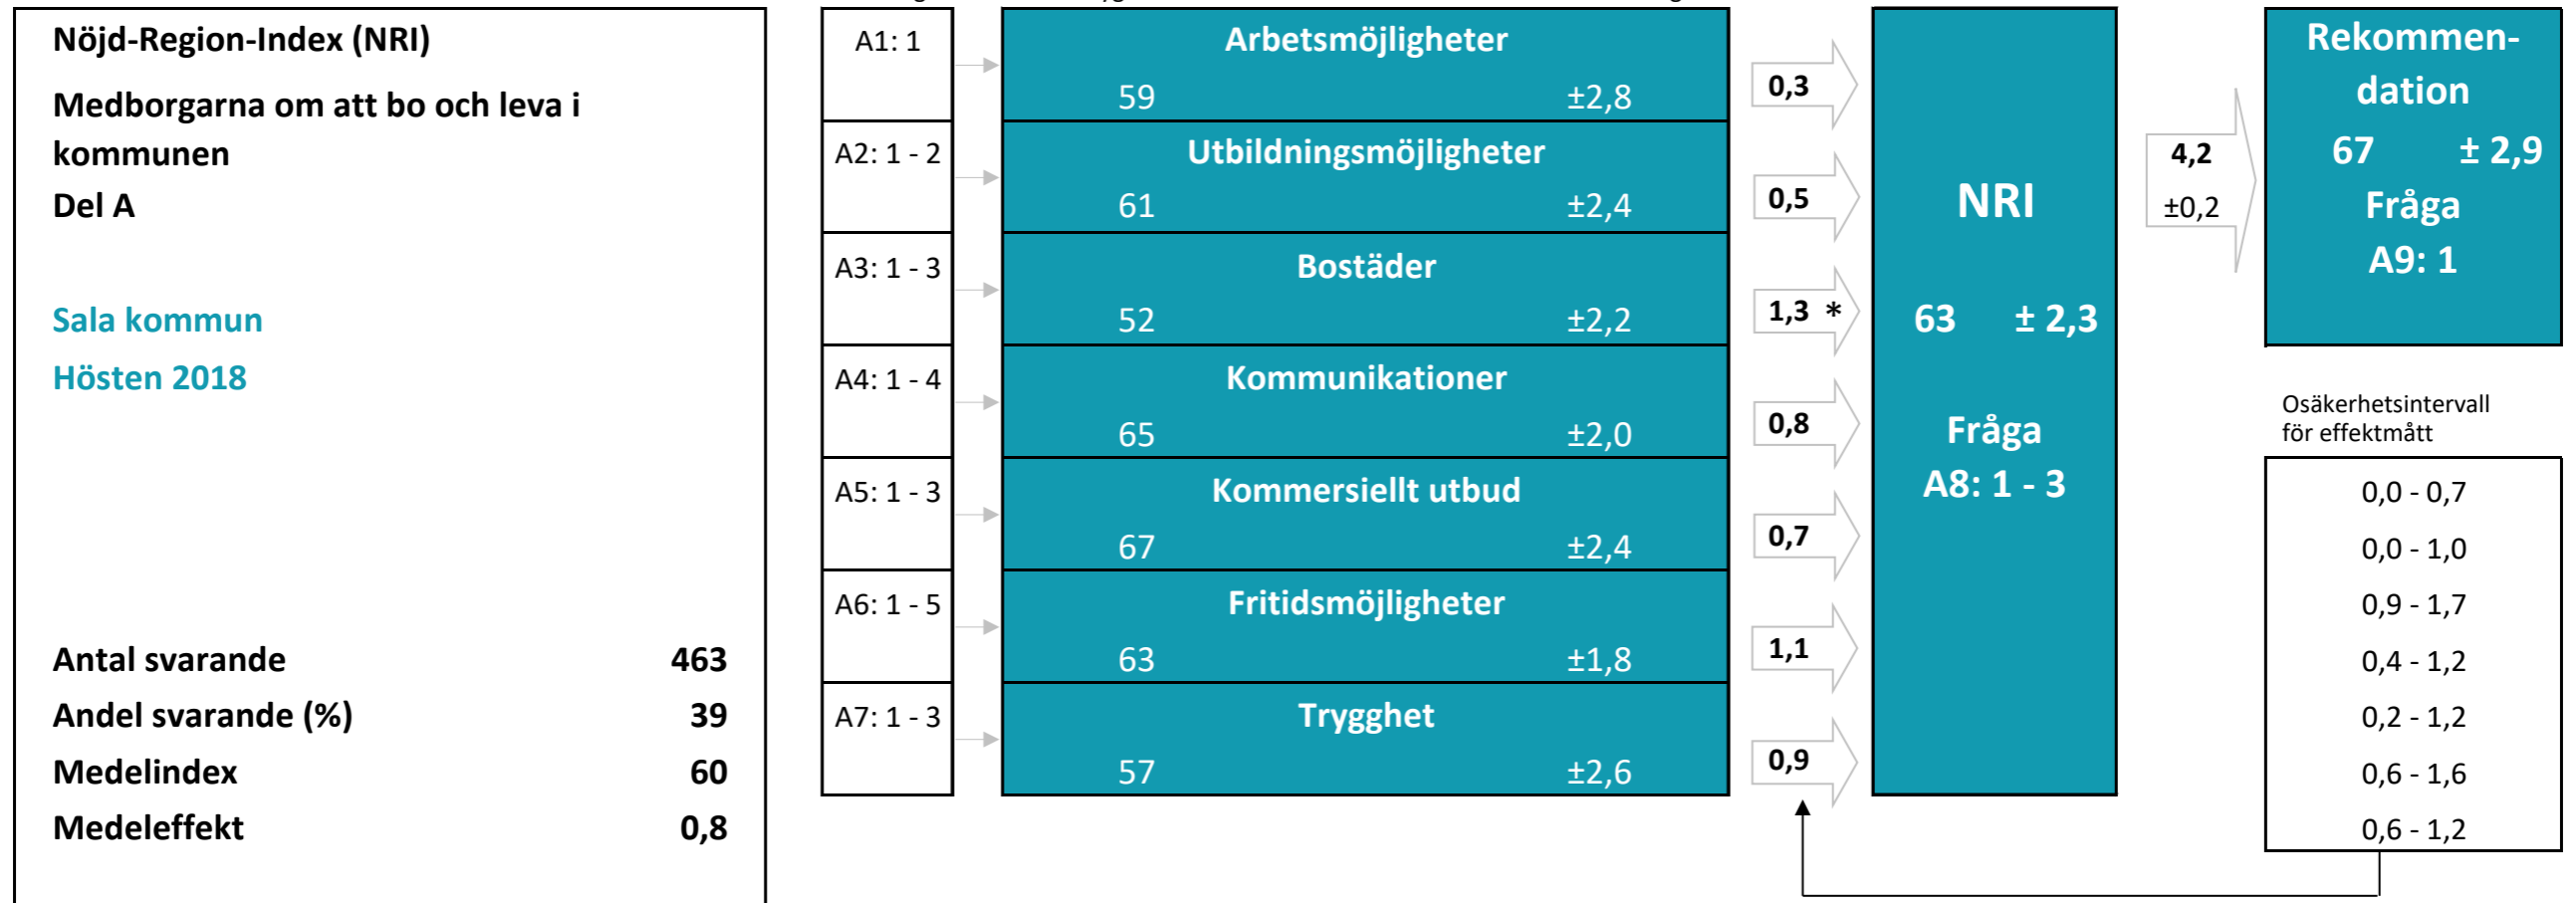 Nöjd-Region-Index (NRI)
Medborgarna om att bo och leva i
kommunen
Del A
Sala kommun
Hösten 2018
Antal svarande 463
Andel svarande (%) 39
Medelindex 60
Medeleffekt 0,8
A1: 1
Arbetsmöjligheter
59 ±2,8
0,3
A2: 1 - 2
Utbildningsmöjligheter
61 ±2,4
0,5
A3: 1 - 3
Bostäder
52 ±2,2
1,3 *
A4: 1 - 4
Kommunikationer
65 ±2,0
0,8
A5: 1 - 3
Kommersiellt utbud
67 ±2,4
0,7
A6: 1 - 5
Fritidsmöjligheter
63 ±1,8
1,1
A7: 1 - 3
Trygghet
57 ±2,6
0,9
NRI
63 ± 2,3
Fråga
A8: 1 - 3
4,2
±0,2
Rekommen-
dation
67 ± 2,9
Fråga
A9: 1
Osäkerhetsintervall
för effektmått
0,0 - 0,7
0,0 - 1,0
0,9 - 1,7
0,4 - 1,2
0,2 - 1,2
0,6 - 1,6
0,6 - 1,2